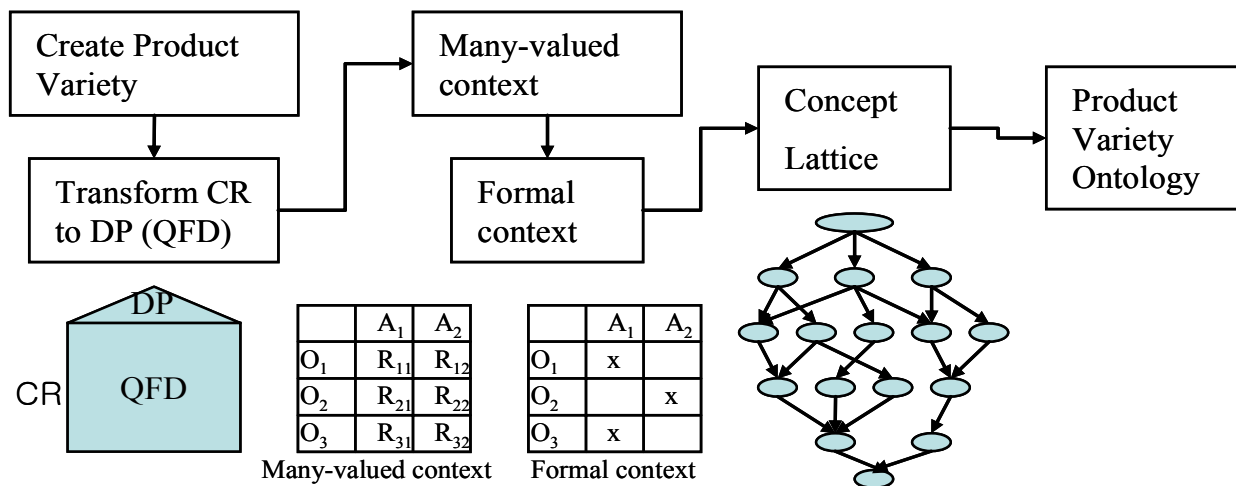 Create Product
Variety
Many-valued
context
Concept
Lattice
Product
Variety
Ontology
Transform CR
to DP (QFD)
Formal
context
DP
CR
QFD
A₁ A₂
O₁ R₁₁ R₁₂
O₂ R₂₁ R₂₂
O₃ R₃₁ R₃₂
Many-valued context
A₁ A₂
O₁ x
O₂ x
O₃ x
Formal context